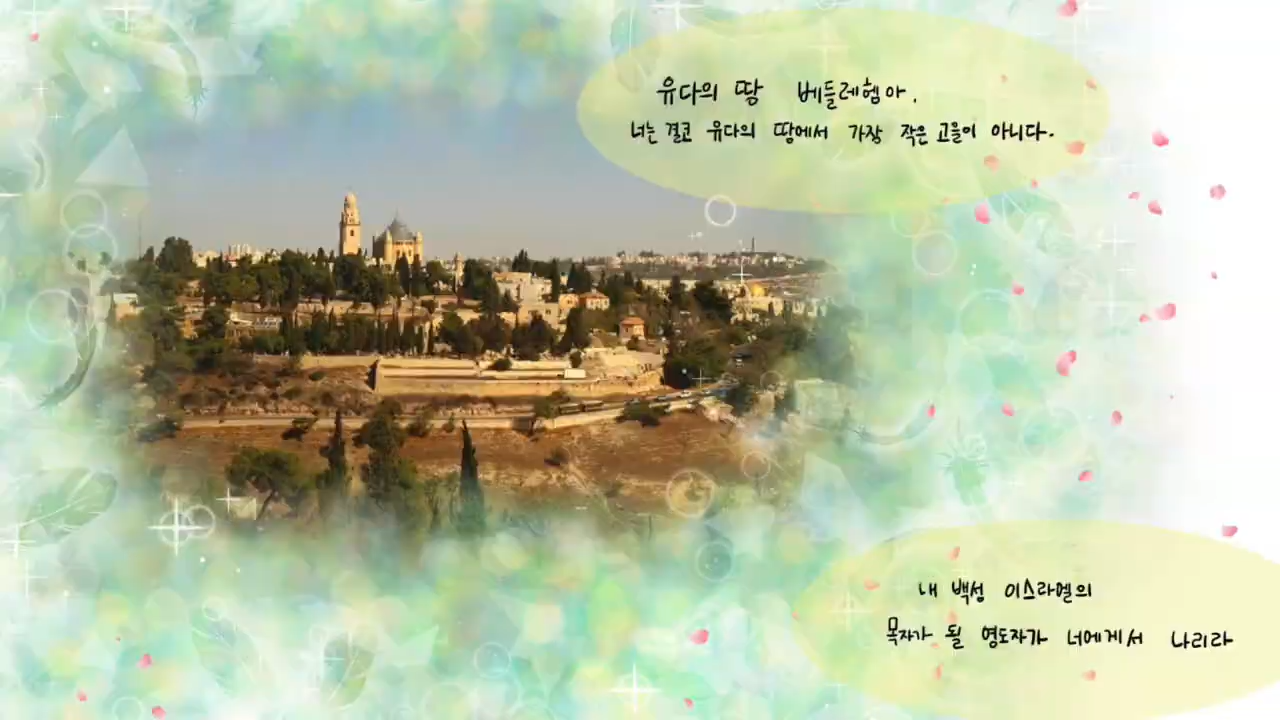 유다의 땅 베들레헴아,
너는 결코 유다의 땅에서 가장 작은 고을이 아니다.
내 백성 이스라엘의
목자가 될 영도자가 너에게서 나리라